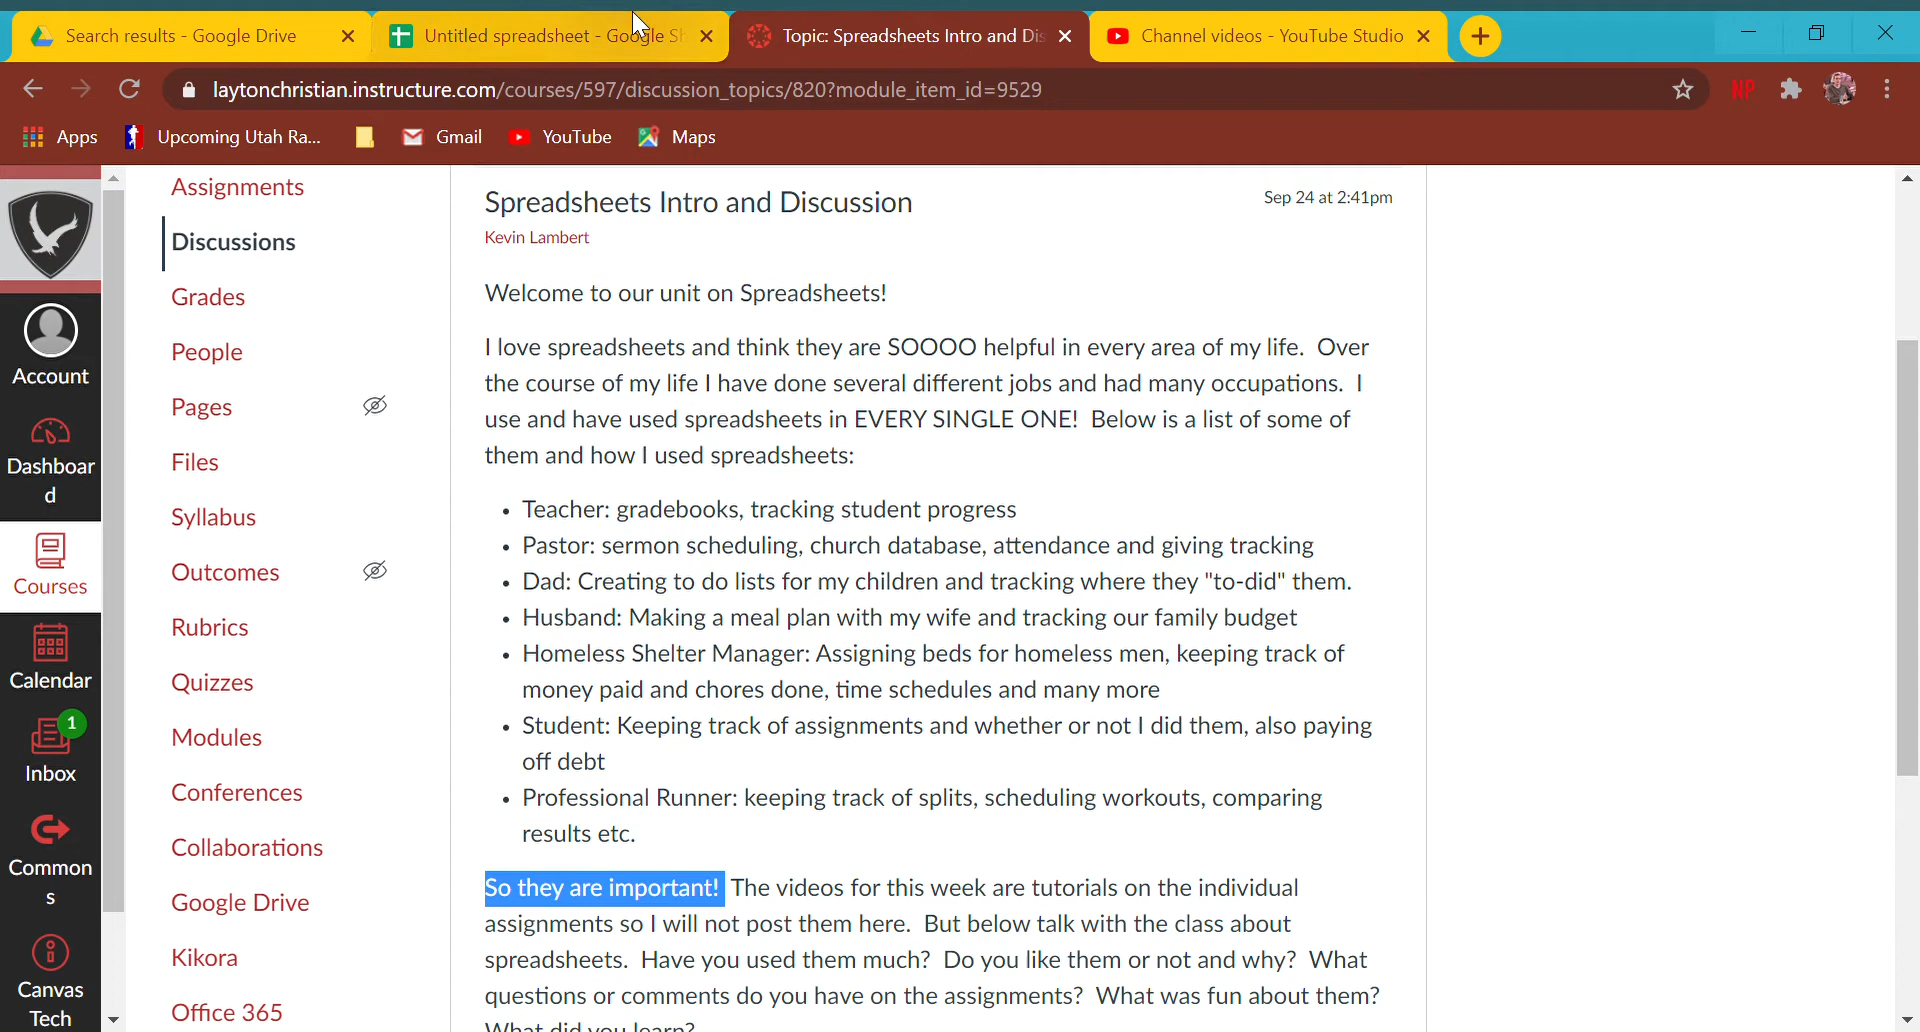 Search results - Google Drive
Untitled spreadsheet - Google Sh
Topic: Spreadsheets Intro and Dis
Channel videos - YouTube Studio
laytonchristian.instructure.com/courses/597/discussion_topics/820?module_item_id=9529
NP
Apps
Upcoming Utah Ra...
Gmail
YouTube
Maps
Account
Dashboar
d
Courses
Calendar
1
Inbox
Common
s
Canvas
Tech
Assignments
Discussions
Grades
People
Pages
Files
Syllabus
Outcomes
Rubrics
Quizzes
Modules
Conferences
Collaborations
Google Drive
Kikora
Office 365
Spreadsheets Intro and Discussion
Sep 24 at 2:41pm
Kevin Lambert
Welcome to our unit on Spreadsheets!
I love spreadsheets and think they are SOOOO helpful in every area of my life. Over
the course of my life I have done several different jobs and had many occupations. I
use and have used spreadsheets in EVERY SINGLE ONE! Below is a list of some of
them and how I used spreadsheets:
• Teacher: gradebooks, tracking student progress
• Pastor: sermon scheduling, church database, attendance and giving tracking
• Dad: Creating to do lists for my children and tracking where they "to-did" them.
• Husband: Making a meal plan with my wife and tracking our family budget
• Homeless Shelter Manager: Assigning beds for homeless men, keeping track of
money paid and chores done, time schedules and many more
• Student: Keeping track of assignments and whether or not I did them, also paying
off debt
• Professional Runner: keeping track of splits, scheduling workouts, comparing
results etc.
So they are important! The videos for this week are tutorials on the individual
assignments so I will not post them here. But below talk with the class about
spreadsheets. Have you used them much? Do you like them or not and why? What
questions or comments do you have on the assignments? What was fun about them?
What did you learn?